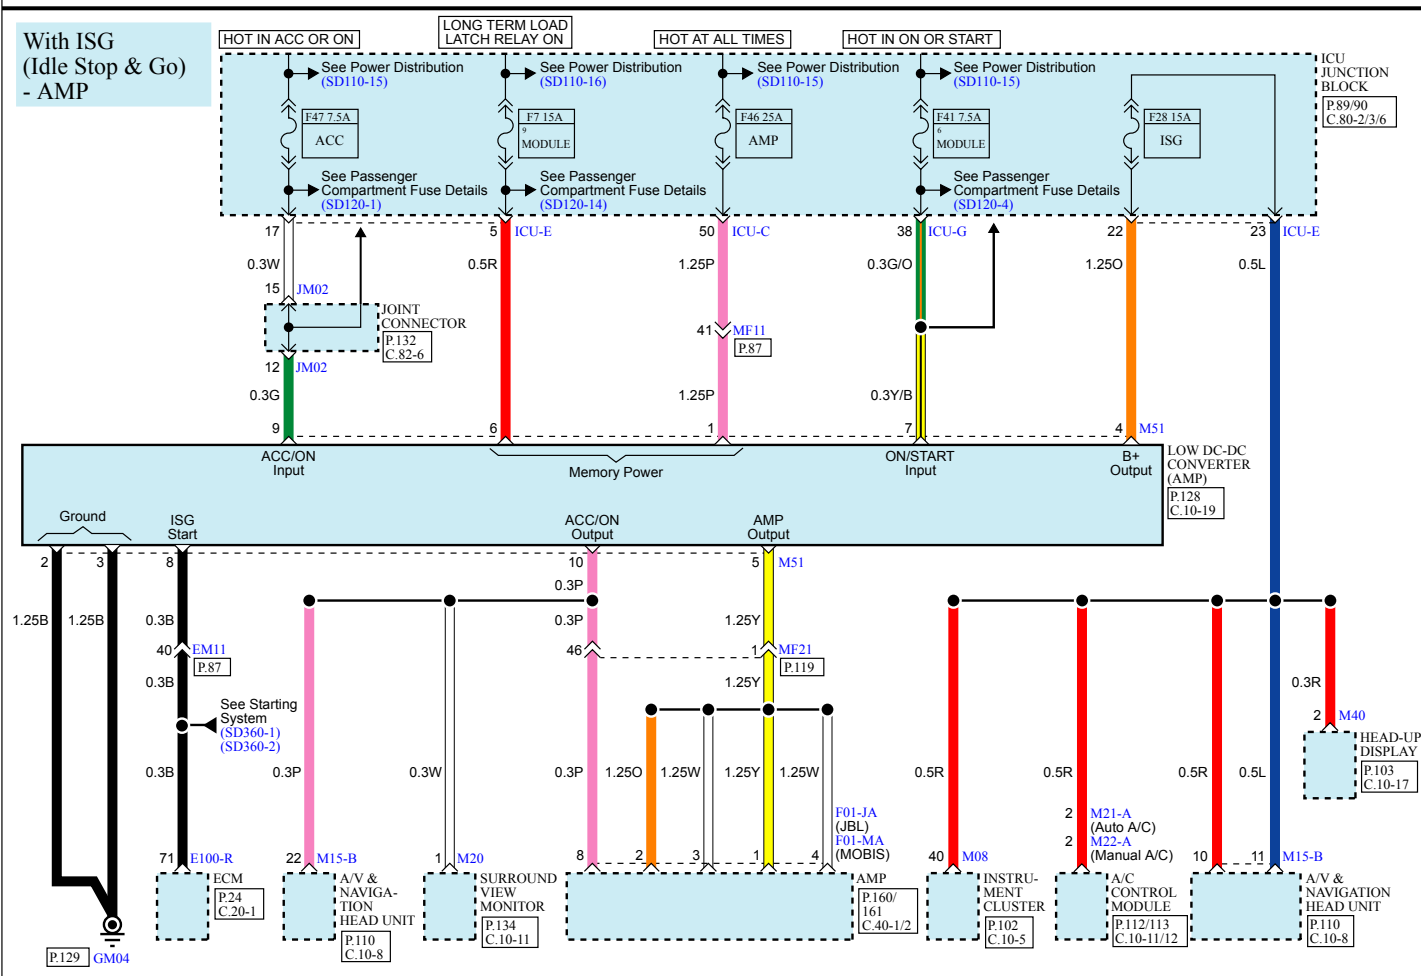 With ISG
(Idle Stop & Go)
- AMP
HOT IN ACC OR ON
LONG TERM LOAD
LATCH RELAY ON
HOT AT ALL TIMES
HOT IN ON OR START
ICU
JUNCTION
BLOCK
P.89/90
C.80-2/3/6
See Power Distribution
(SD110-15)
See Power Distribution
(SD110-16)
See Power Distribution
(SD110-15)
See Power Distribution
(SD110-15)
F47 7.5A
ACC
F7 15A
9
MODULE
F46 25A
AMP
F41 7.5A
6
MODULE
F28 15A
ISG
See Passenger
Compartment Fuse Details
(SD120-1)
See Passenger
Compartment Fuse Details
(SD120-14)
See Passenger
Compartment Fuse Details
(SD120-4)
17
5 ICU-E
50 ICU-C
38 ICU-G
22
23 ICU-E
0.3W
0.5R
1.25P
0.3G/O
1.25O
0.5L
15 JM02
JOINT
CONNECTOR
P.132
C.82-6
12 JM02
41 MF11
P.87
0.3G
1.25P
0.3Y/B
9
6
1
7
4 M51
ACC/ON
Input
Memory Power
ON/START
Input
B+
Output
LOW DC-DC
CONVERTER
(AMP)
P.128
C.10-19
Ground
ISG
Start
ACC/ON
Output
AMP
Output
2
3
8
10
5 M51
0.3P
1.25B
1.25B
0.3B
0.3P
1.25Y
40 EM11
P.87
46
1 MF21
P.119
0.3B
1.25Y
0.3R
See Starting
System
(SD360-1)
(SD360-2)
2 M40
HEAD-UP
DISPLAY
P.103
C.10-17
0.3B
0.3P
0.3W
0.3P
1.25O
1.25W
1.25Y
1.25W
0.5R
0.5R
0.5R
0.5L
F01-JA
(JBL)
F01-MA
(MOBIS)
2 M21-A
(Auto A/C)
2 M22-A
(Manual A/C)
71 E100-R
22 M15-B
1 M20
8
2
3
1
4
40 M08
10
11 M15-B
ECM
P.24
C.20-1
A/V &
NAVIGA-
TION
HEAD UNIT
P.110
C.10-8
SURROUND
VIEW
MONITOR
P.134
C.10-11
AMP
P.160/
161
C.40-1/2
INSTRU-
MENT
CLUSTER
P.102
C.10-5
A/C
CONTROL
MODULE
P.112/113
C.10-11/12
A/V &
NAVIGATION
HEAD UNIT
P.110
C.10-8
P.129 GM04